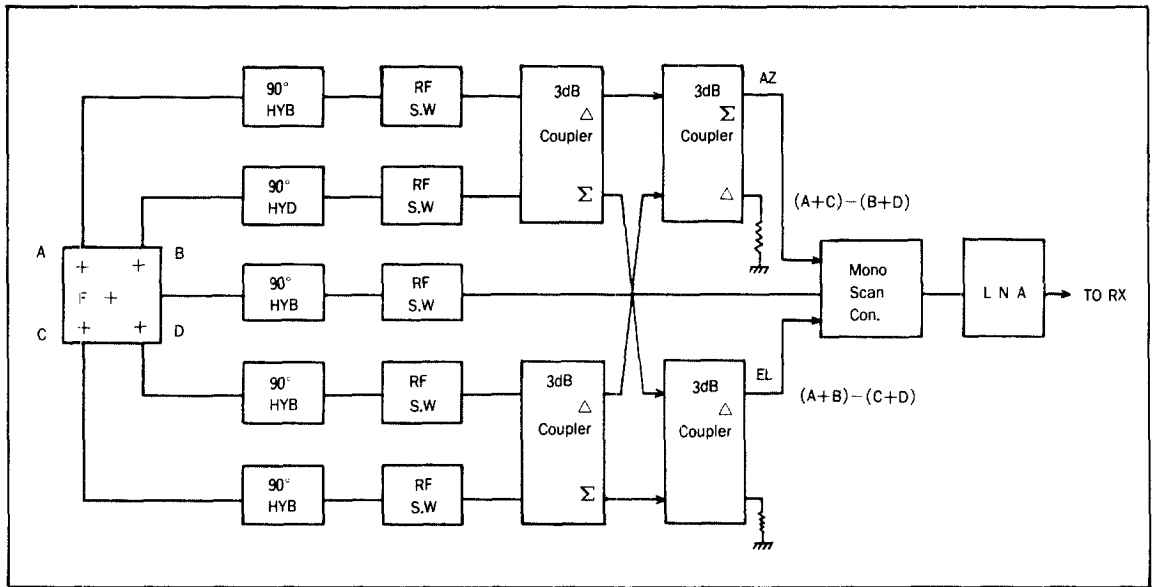 90°
HYB
RF
S.W
3dB
△
Coupler
Σ
3dB
Σ
Coupler
△
AZ
90°
HYD
RF
S.W
(A+C)-(B+D)
A
B
C
D
F
90°
HYB
RF
S.W
Mono
Scan
Con.
L N A
TO RX
90°
HYB
RF
S.W
3dB
△
Coupler
Σ
3dB
△
Coupler
EL
(A+B)-(C+D)
90°
HYB
RF
S.W